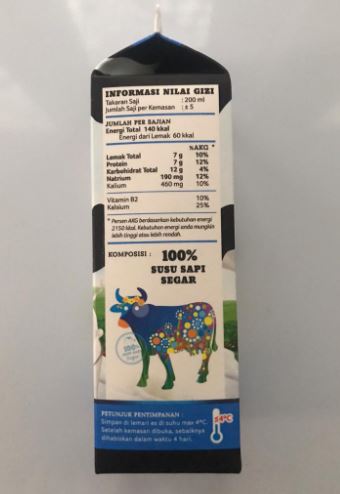 INFORMASI NILAI GIZI
Takaran Saji : 200 ml
Jumlah Saji per Kemasan : ± 5
JUMLAH PER SAJIAN
Energi Total 140 kkal
Energi dari Lemak 60 kkal
%AKG *
Lemak Total 7 g 10%
Protein 7 g 12%
Karbohidrat Total 12 g 4%
Natrium 190 mg 12%
Kalium 460 mg 10%
Vitamin B2 10%
Kalsium 25%
* Persen AKG berdasarkan kebutuhan energi
2150 kkal. Kebutuhan energi anda mungkin
lebih tinggi atau lebih rendah.
KOMPOSISI : 100%
SUSU SAPI
SEGAR
100%
PETUNJUK PENYIMPANAN :
Simpan di lemari es di suhu max 4°C.
Setelah kemasan dibuka, sebaiknya
dihabiskan dalam waktu 4 hari.
≤4°C